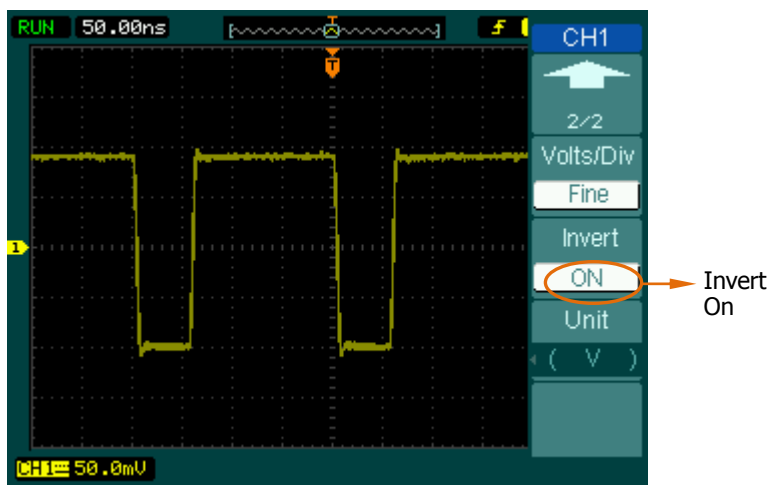 RUN 50.00ns
T
CH1
2/2
Volts/Div
Fine
1
Invert
ON
Invert
On
Unit
( V )
CH1 50.0mV